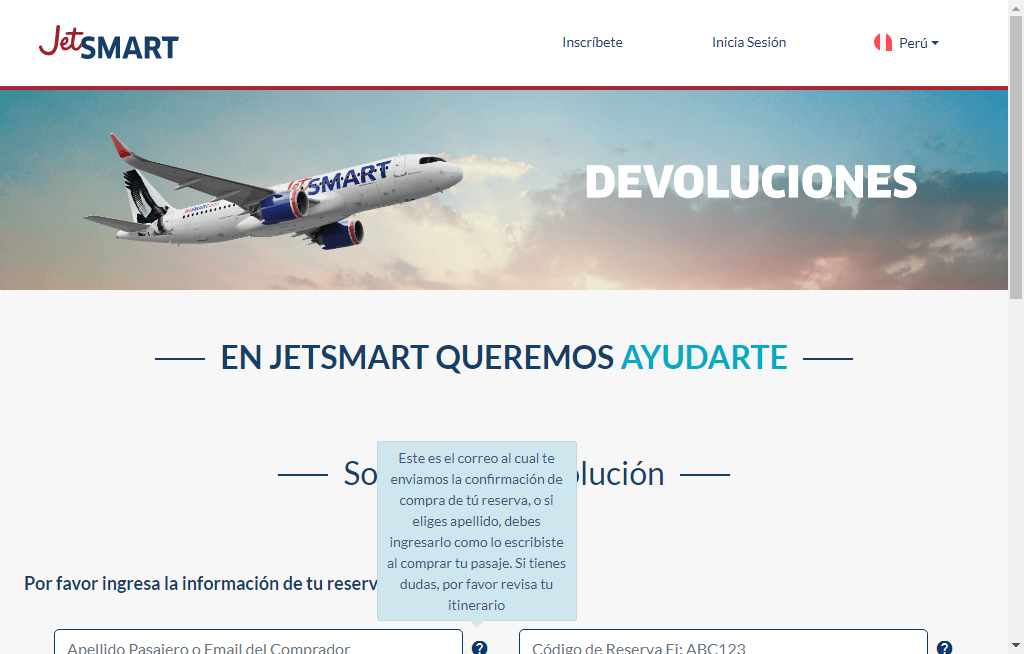 JetSMART
Inscríbete
Inicia Sesión
Perú
JetSMART
DEVOLUCIONES
EN JETSMART QUEREMOS AYUDARTE
So
lución
Este es el correo al cual te
enviamos la confirmación de
compra de tú reserva, o si
eliges apellido, debes
ingresarlo como lo escribiste
al comprar tu pasaje. Si tienes
dudas, por favor revisa tu
itinerario
Por favor ingresa la información de tu reserv
Apellido Pasajero o Email del Comprador
?
Código de Reserva Ej: ABC123
?